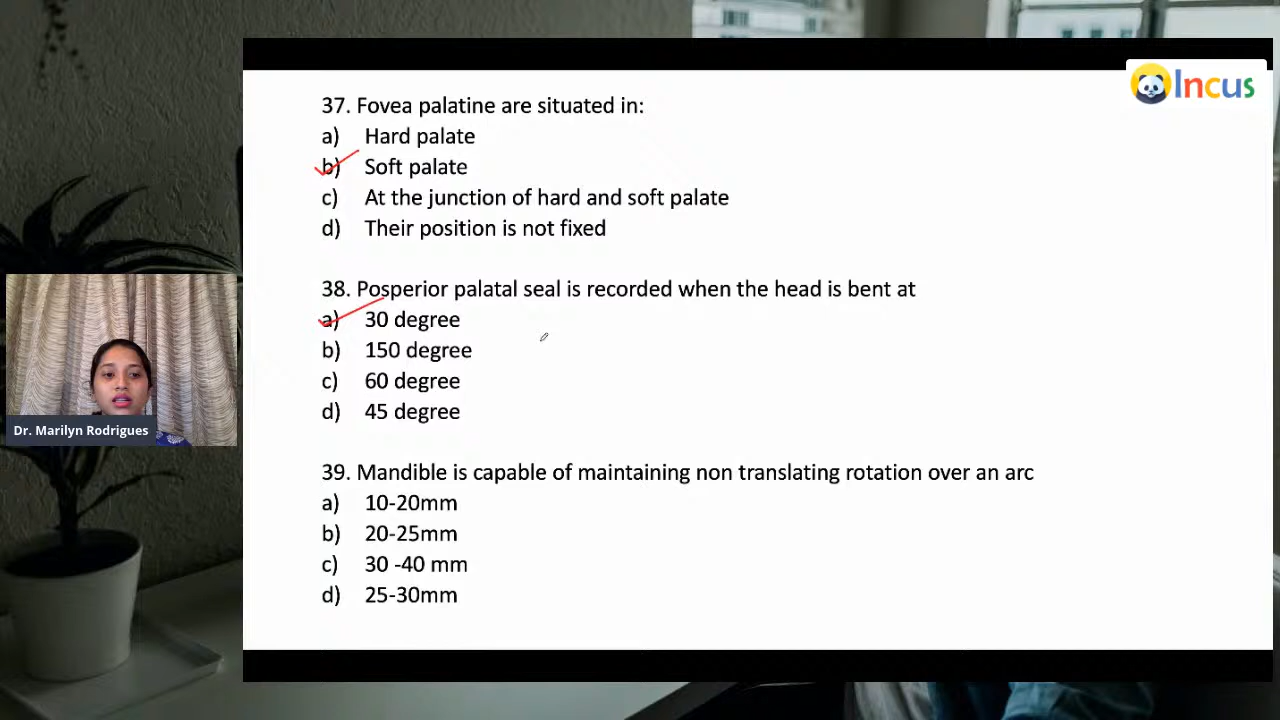 Incus
37. Fovea palatine are situated in:
a) Hard palate
b) Soft palate
c) At the junction of hard and soft palate
d) Their position is not fixed
38. Posperior palatal seal is recorded when the head is bent at
a) 30 degree
b) 150 degree
c) 60 degree
d) 45 degree
39. Mandible is capable of maintaining non translating rotation over an arc
a) 10-20mm
b) 20-25mm
c) 30 -40 mm
d) 25-30mm
Dr. Marilyn Rodrigues